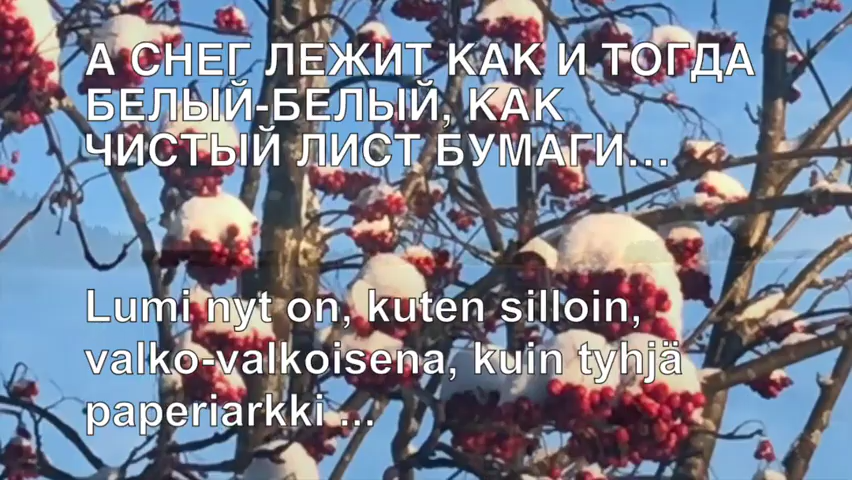 А СНЕГ ЛЕЖИТ КАК И ТОГДА
БЕЛЫЙ-БЕЛЫЙ, КАК
ЧИСТЫЙ ЛИСТ БУМАГИ...
Lumi nyt on, kuten silloin,
valko-valkoisena, kuin tyhjä
paperiarkki ...